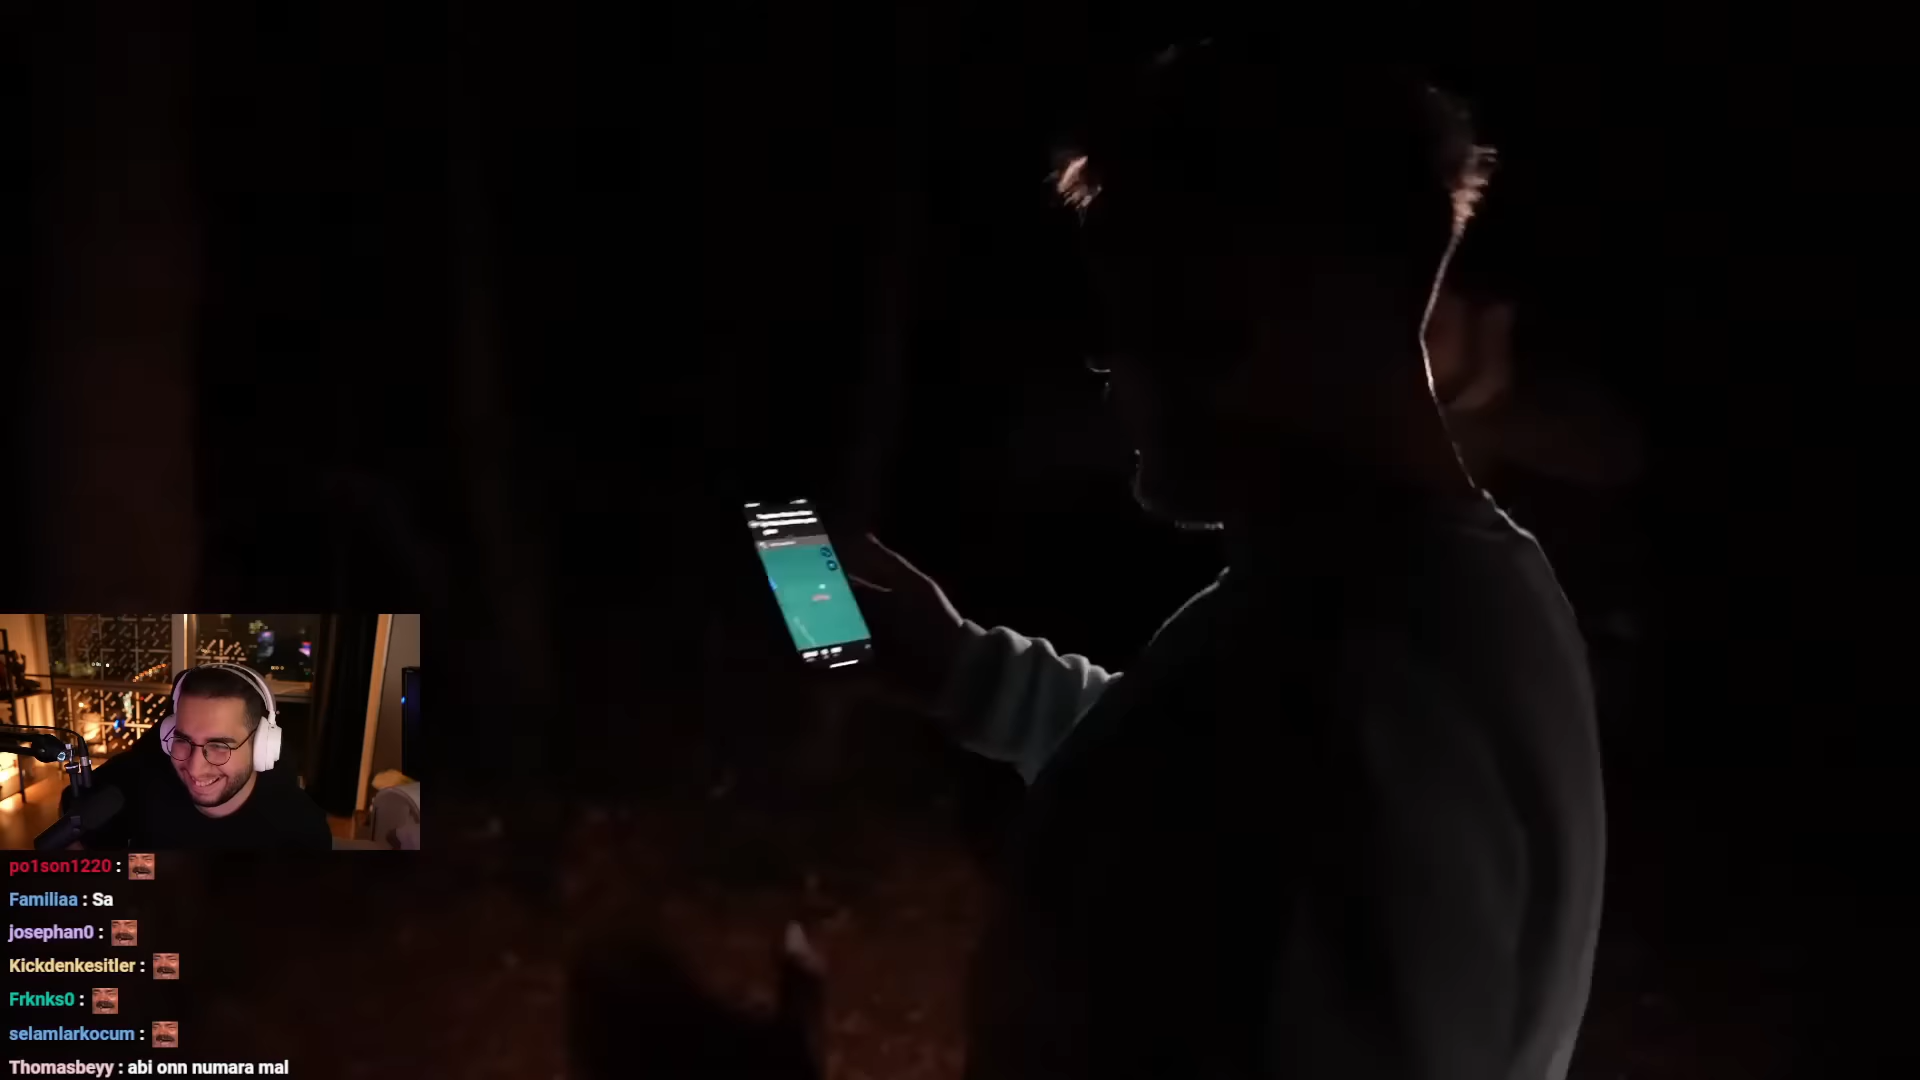 po1son1220 :
Familiaa : Sa
josephan0 :
Kickdenkesitler :
Frknks0 :
selamlarkocum :
Thomasbeyy : abi onn numara mal